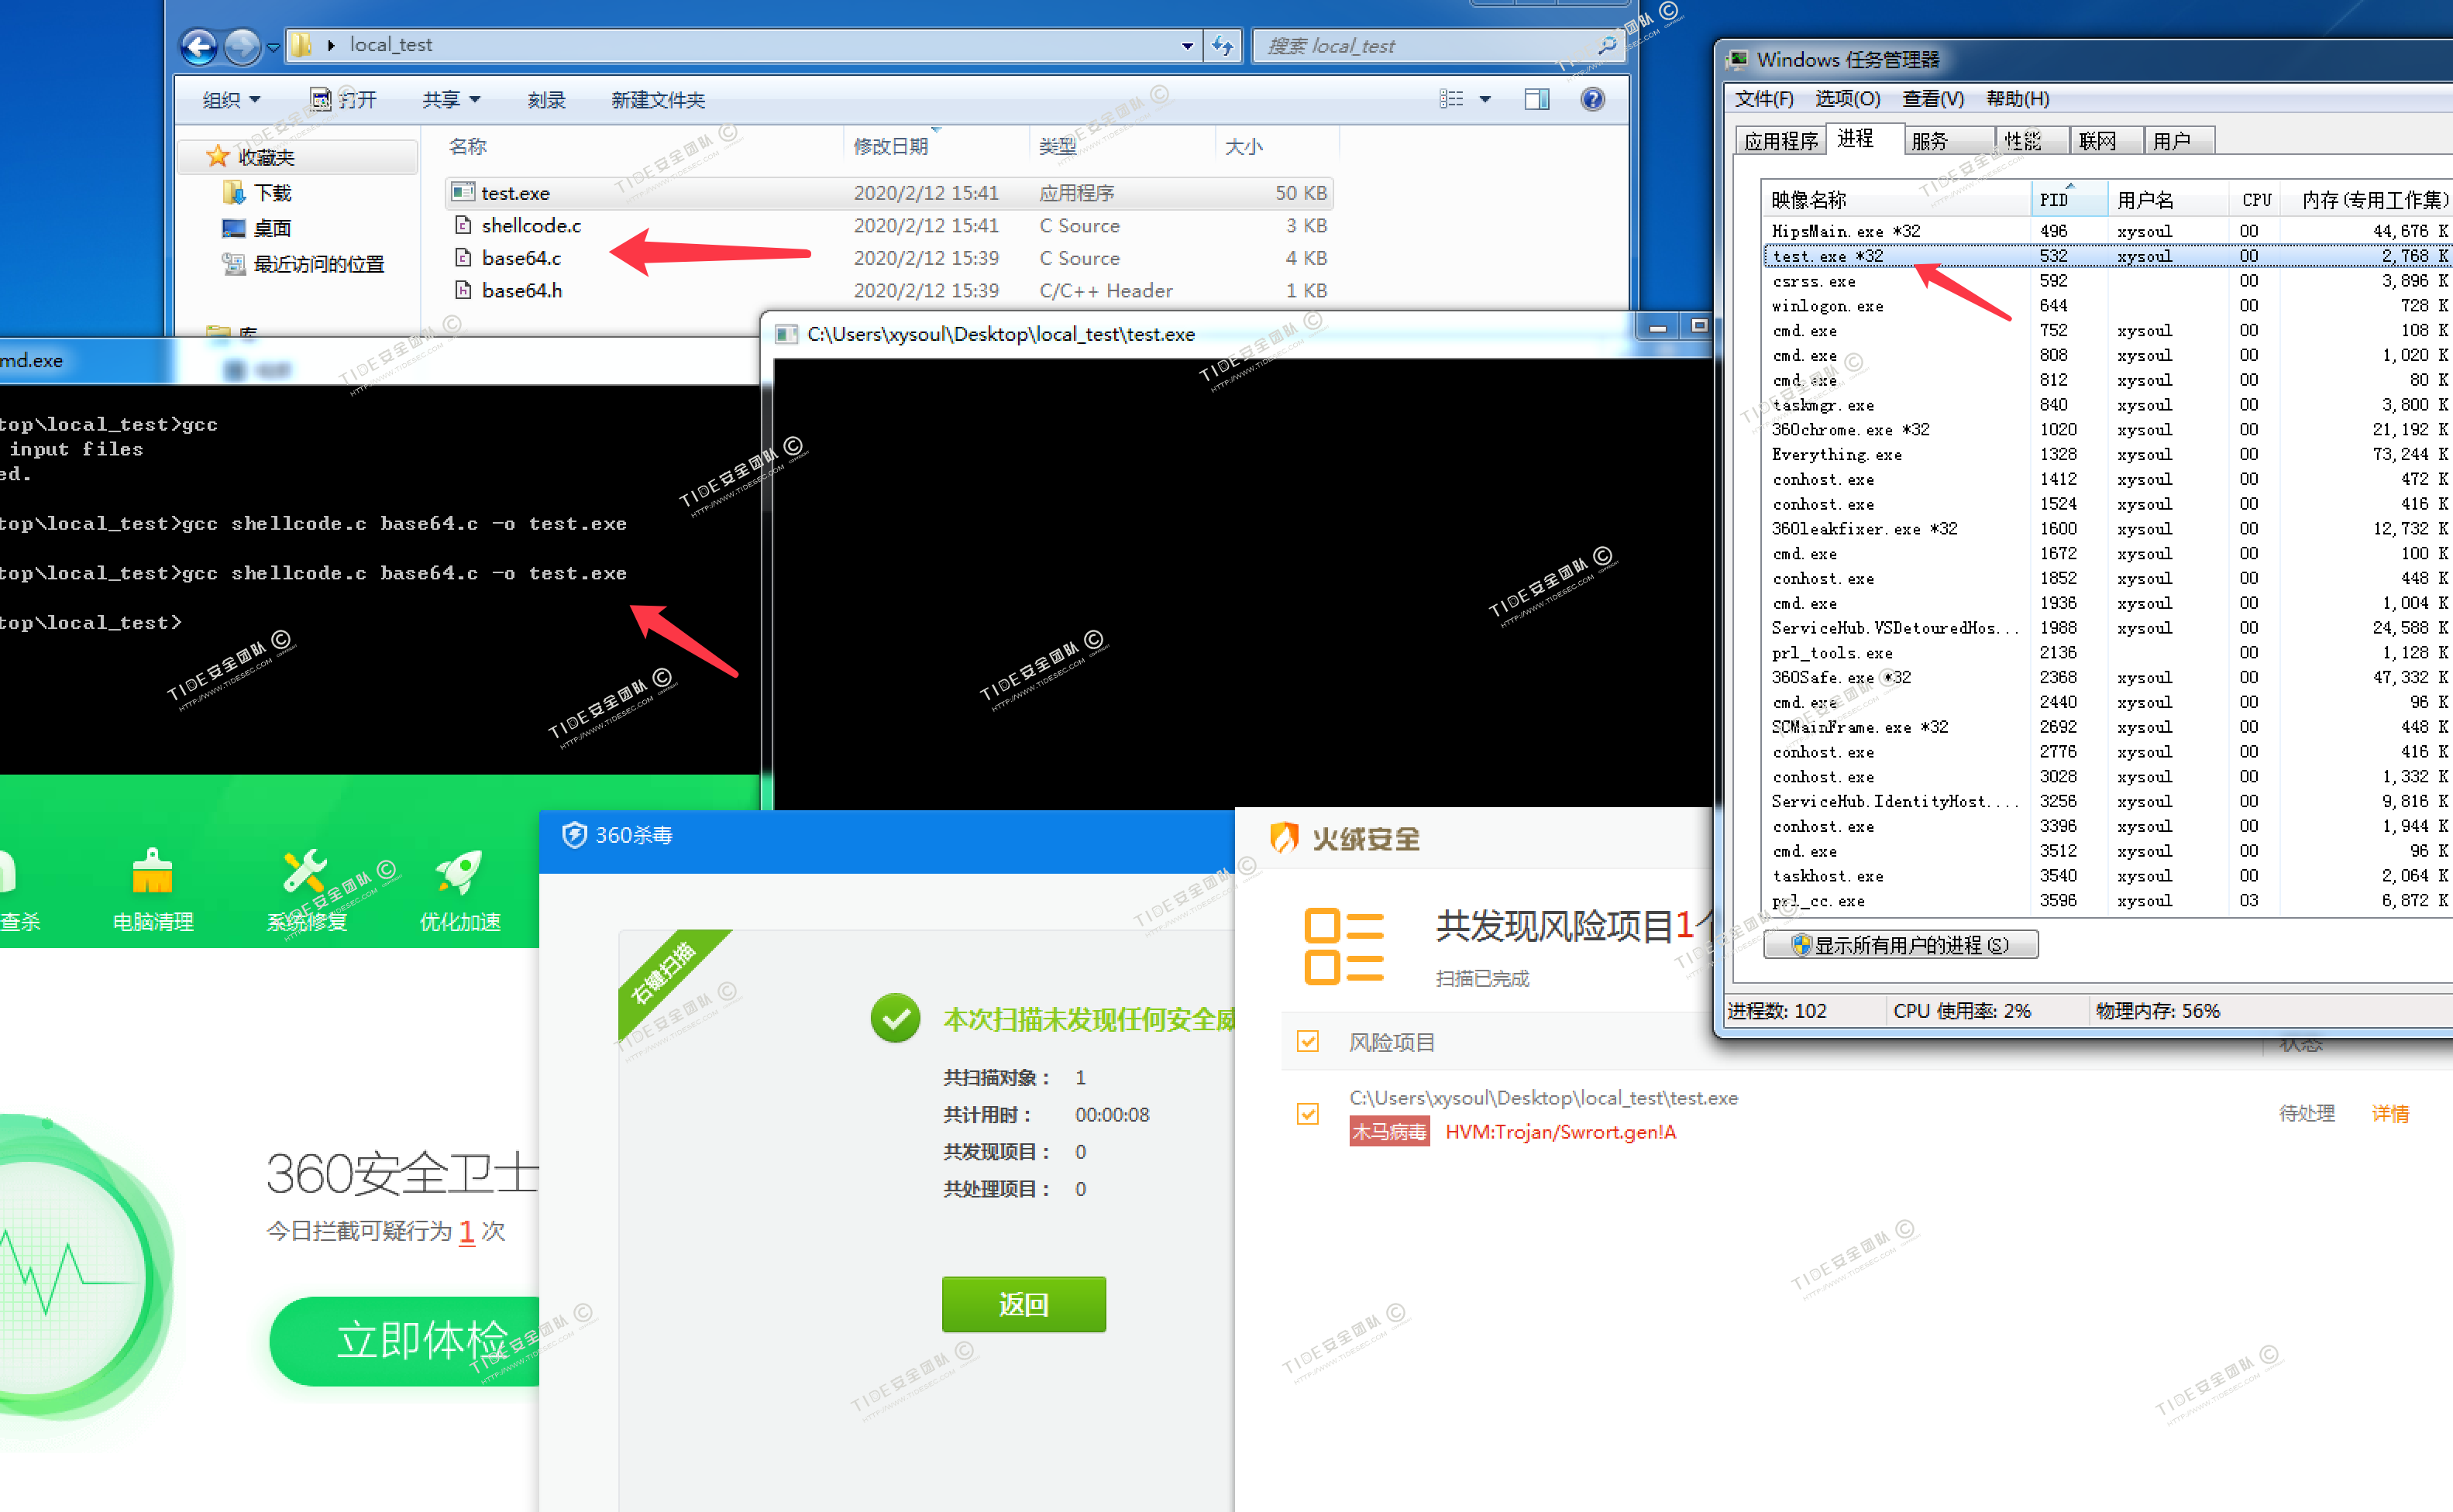 local_test
搜索 local_test
组织
打开
共享
刻录
新建文件夹
名称
修改日期
类型
大小
收藏夹
下载
桌面
最近访问的位置
库
test.exe 2020/2/12 15:41 应用程序 50 KB
shellcode.c 2020/2/12 15:41 C Source 3 KB
base64.c 2020/2/12 15:39 C Source 4 KB
base64.h 2020/2/12 15:39 C/C++ Header 1 KB
md.exe
top\local_test>gcc
input files
ed.
top\local_test>gcc shellcode.c base64.c -o test.exe
top\local_test>gcc shellcode.c base64.c -o test.exe
top\local_test>
C:\Users\xysoul\Desktop\local_test\test.exe
Windows 任务管理器
文件(F) 选项(O) 查看(V) 帮助(H)
应用程序 进程 服务 性能 联网 用户
映像名称 PID 用户名 CPU 内存(专用工作集)
HipsMain.exe *32 496 xysoul 00 44,676 K
test.exe *32 532 xysoul 00 2,768 K
csrss.exe 592 00 3,896 K
winlogon.exe 644 00 728 K
cmd.exe 752 xysoul 00 108 K
cmd.exe 808 xysoul 00 1,020 K
cmd.exe 812 xysoul 00 80 K
taskmgr.exe 840 xysoul 00 3,800 K
360chrome.exe *32 1020 xysoul 00 21,192 K
Everything.exe 1328 xysoul 00 73,244 K
conhost.exe 1412 xysoul 00 472 K
conhost.exe 1524 xysoul 00 416 K
360leakfixer.exe *32 1600 xysoul 00 12,732 K
cmd.exe 1672 xysoul 00 100 K
conhost.exe 1852 xysoul 00 448 K
cmd.exe 1936 xysoul 00 1,004 K
ServiceHub.VSDetouredHos... 1988 xysoul 00 24,588 K
prl_tools.exe 2136 00 1,128 K
360Safe.exe *32 2368 xysoul 00 47,332 K
cmd.exe 2440 xysoul 00 96 K
SCMainFrame.exe *32 2692 xysoul 00 448 K
conhost.exe 2776 xysoul 00 416 K
conhost.exe 3028 xysoul 00 1,332 K
ServiceHub.IdentityHost.... 3256 xysoul 00 9,816 K
conhost.exe 3396 xysoul 00 1,944 K
cmd.exe 3512 xysoul 00 96 K
taskhost.exe 3540 xysoul 00 2,064 K
prl_cc.exe 3596 xysoul 03 6,872 K
显示所有用户的进程(S)
进程数: 102 CPU 使用率: 2% 物理内存: 56%
查杀
电脑清理
系统修复
优化加速
360安全卫士
今日拦截可疑行为 1 次
立即体检
360杀毒
右键扫描
本次扫描未发现任何安全威
共扫描对象： 1
共计用时： 00:00:08
共发现项目： 0
共处理项目： 0
返回
火绒安全
共发现风险项目1个
扫描已完成
风险项目
状态
C:\Users\xysoul\Desktop\local_test\test.exe
木马病毒 HVM:Trojan/Swrort.gen!A
待处理 详情
TIDE安全团队 ©
HTTP://WWW.TIDESEC.COM COPYRIGHT